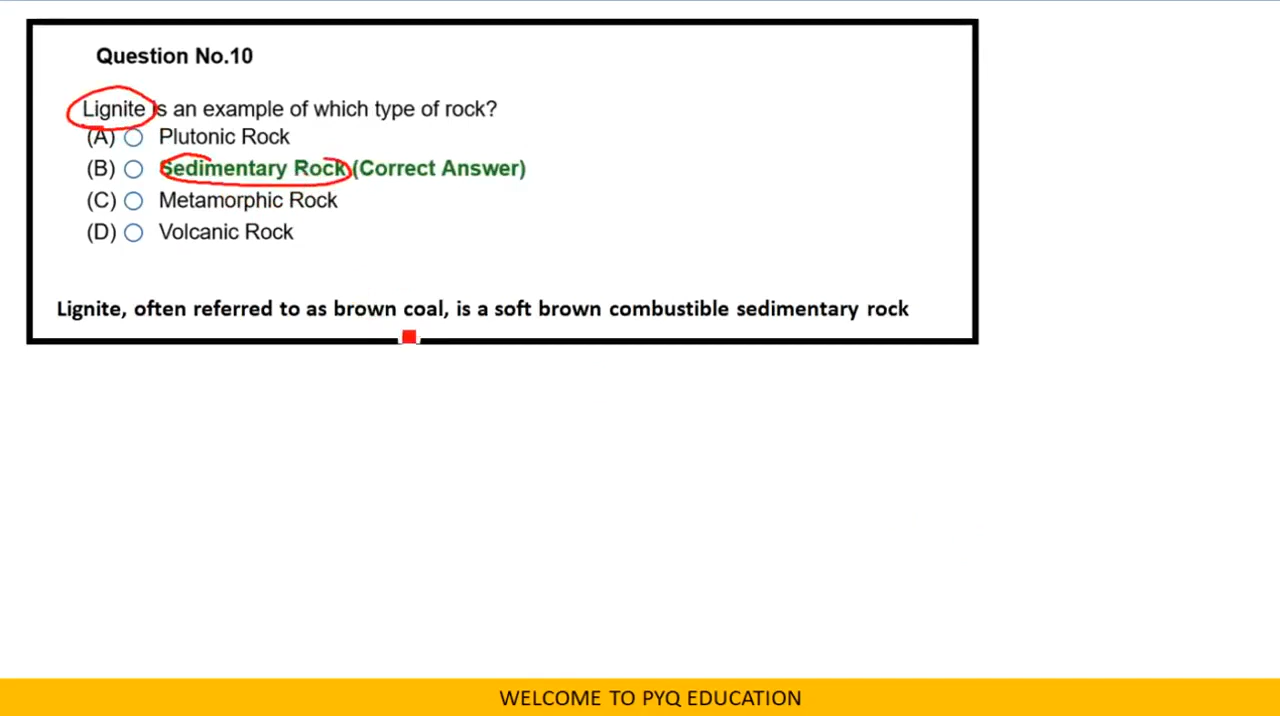 Question No.10
Lignite is an example of which type of rock?
(A) Plutonic Rock
(B) Sedimentary Rock (Correct Answer)
(C) Metamorphic Rock
(D) Volcanic Rock
Lignite, often referred to as brown coal, is a soft brown combustible sedimentary rock
WELCOME TO PYQ EDUCATION